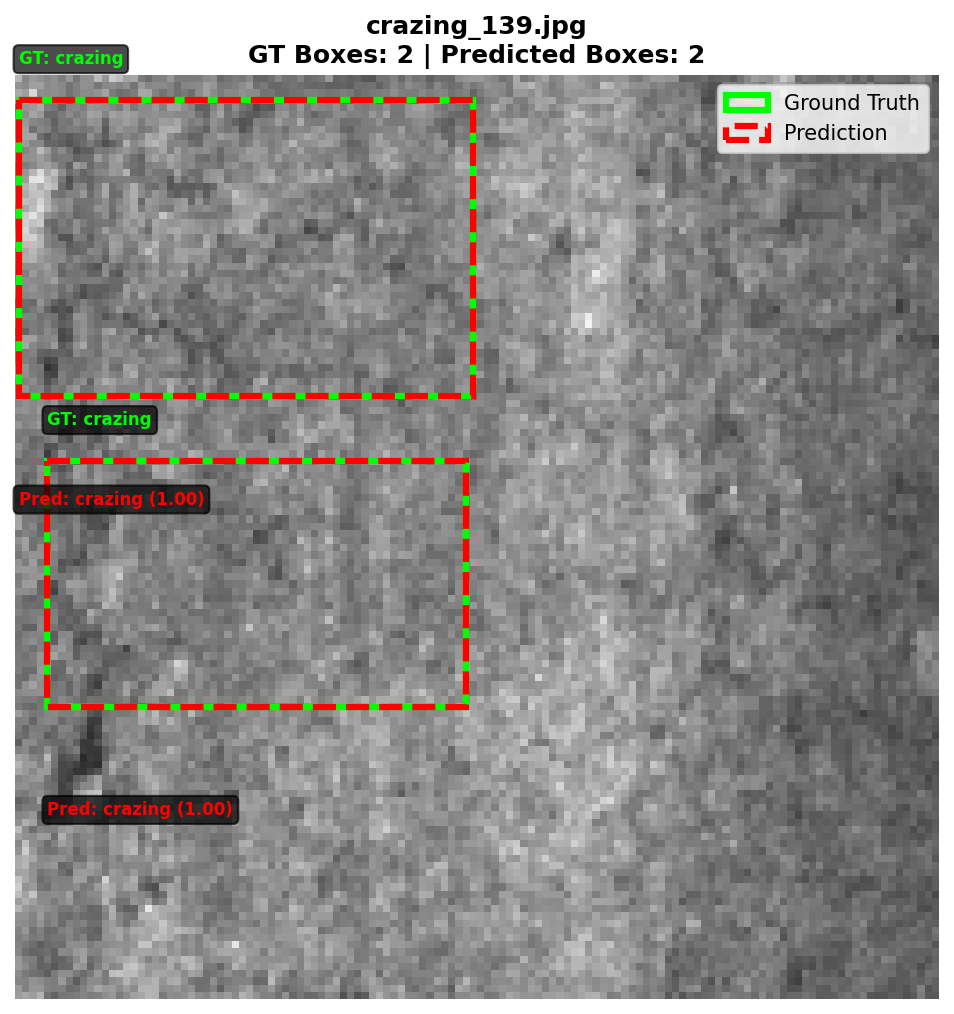 crazing_139.jpg
GT Boxes: 2 | Predicted Boxes: 2
GT: crazing
Ground Truth
Prediction
GT: crazing
Pred: crazing (1.00)
Pred: crazing (1.00)